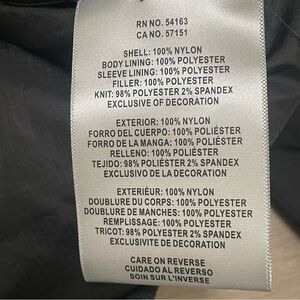 RN NO. 54163
CA NO. 57151
SHELL: 100% NYLON
BODY LINING: 100% POLYESTER
SLEEVE LINING: 100% POLYESTER
FILLER: 100% POLYESTER
KNIT: 98% POLYESTER 2% SPANDEX
EXCLUSIVE OF DECORATION
EXTERIOR: 100% NYLON
FORRO DEL CUERPO: 100% POLIÉSTER
FORRO DE LA MANGA: 100% POLIÉSTER
RELLENO: 100% POLIÉSTER
TEJIDO: 98% POLIÉSTER 2% SPANDEX
EXCLUSIVO DE LA DECORATION
EXTERIÉUR: 100% NYLON
DOUBLURE DU CORPS: 100% POLYESTER
DOUBLURE DE MANCHES: 100% POLYESTER
REMPLISSAGE: 100% POLYESTER
TRICOT: 98% POLYESTER 2% SPANDEX
EXCLUSIVITE DE DECORATION
CARE ON REVERSE
CUIDADO AL REVERSO
SOIN SUR L'INVERSE